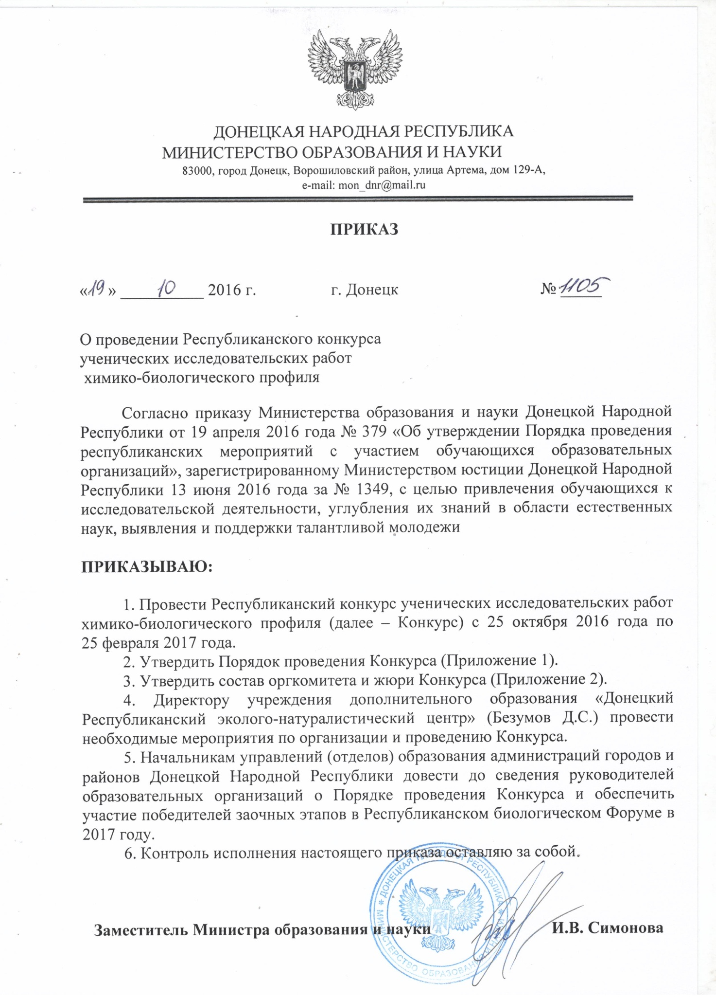 ДОНЕЦКАЯ НАРОДНАЯ РЕСПУБЛИКА
МИНИСТЕРСТВО ОБРАЗОВАНИЯ И НАУКИ
83000, город Донецк, Ворошиловский район, улица Артема, дом 129-А,
e-mail: mon_dnr@mail.ru
ПРИКАЗ
«19» 10 2016 г. г. Донецк № 1105
О проведении Республиканского конкурса
ученических исследовательских работ
химико-биологического профиля
Согласно приказу Министерства образования и науки Донецкой Народной
Республики от 19 апреля 2016 года № 379 «Об утверждении Порядка проведения
республиканских мероприятий с участием обучающихся образовательных
организаций», зарегистрированному Министерством юстиции Донецкой Народной
Республики 13 июня 2016 года за № 1349, с целью привлечения обучающихся к
исследовательской деятельности, углубления их знаний в области естественных
наук, выявления и поддержки талантливой молодежи
ПРИКАЗЫВАЮ:
1. Провести Республиканский конкурс ученических исследовательских работ
химико-биологического профиля (далее – Конкурс) с 25 октября 2016 года по
25 февраля 2017 года.
2. Утвердить Порядок проведения Конкурса (Приложение 1).
3. Утвердить состав оргкомитета и жюри Конкурса (Приложение 2).
4. Директору учреждения дополнительного образования «Донецкий
Республиканский эколого-натуралистический центр» (Безумов Д.С.) провести
необходимые мероприятия по организации и проведению Конкурса.
5. Начальникам управлений (отделов) образования администраций городов и
районов Донецкой Народной Республики довести до сведения руководителей
образовательных организаций о Порядке проведения Конкурса и обеспечить
участие победителей заочных этапов в Республиканском биологическом Форуме в
2017 году.
6. Контроль исполнения настоящего приказа оставляю за собой.
Заместитель Министра образования и науки И.В. Симонова
* ДОНЕЦКАЯ НАРОДНАЯ РЕСПУБЛИКА *
МИНИСТЕРСТВО ОБРАЗОВАНИЯ И НАУКИ